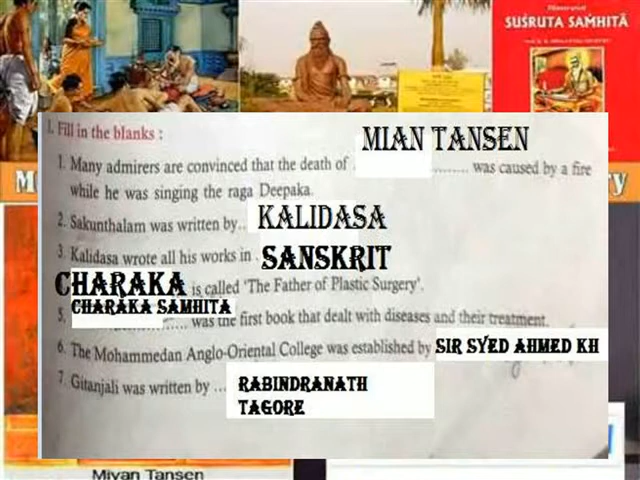 SUŚRUTA SAṀHITĀ
I. Fill in the blanks :
1. Many admirers are convinced that the death of MIAN TANSEN ......... was caused by a fire
while he was singing the raga Deepaka.
2. Sakunthalam was written by.. KALIDASA
3. Kalidasa wrote all his works in . SANSKRIT
CHARAKA is called 'The Father of Plastic Surgery'.
5. CHARAKA SAMHITA ...... was the first book that dealt with diseases and their treatment.
6. The Mohammedan Anglo-Oriental College was established by SIR SYED AHMED KH
7. Gitanjali was written by ... RABINDRANATH
TAGORE
Miyan Tansen